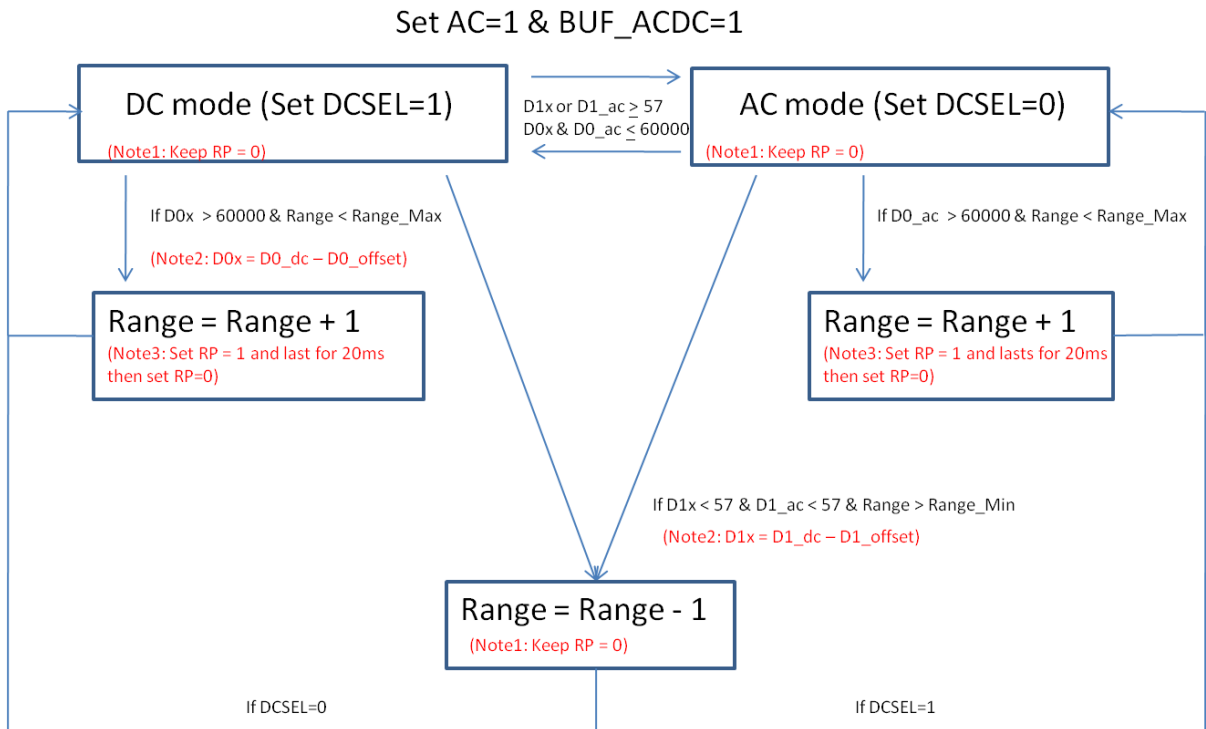 Set AC=1 & BUF_ACDC=1
DC mode (Set DCSEL=1)
(Note1: Keep RP = 0)
D1x or D1_ac ≥ 57
D0x & D0_ac ≤ 60000
AC mode (Set DCSEL=0)
(Note1: Keep RP = 0)
If D0x > 60000 & Range < Range_Max
(Note2: D0x = D0_dc – D0_offset)
If D0_ac > 60000 & Range < Range_Max
Range = Range + 1
(Note3: Set RP = 1 and last for 20ms
then set RP=0)
Range = Range + 1
(Note3: Set RP = 1 and lasts for 20ms
then set RP=0)
If D1x < 57 & D1_ac < 57 & Range > Range_Min
(Note2: D1x = D1_dc – D1_offset)
Range = Range - 1
(Note1: Keep RP = 0)
If DCSEL=0
If DCSEL=1